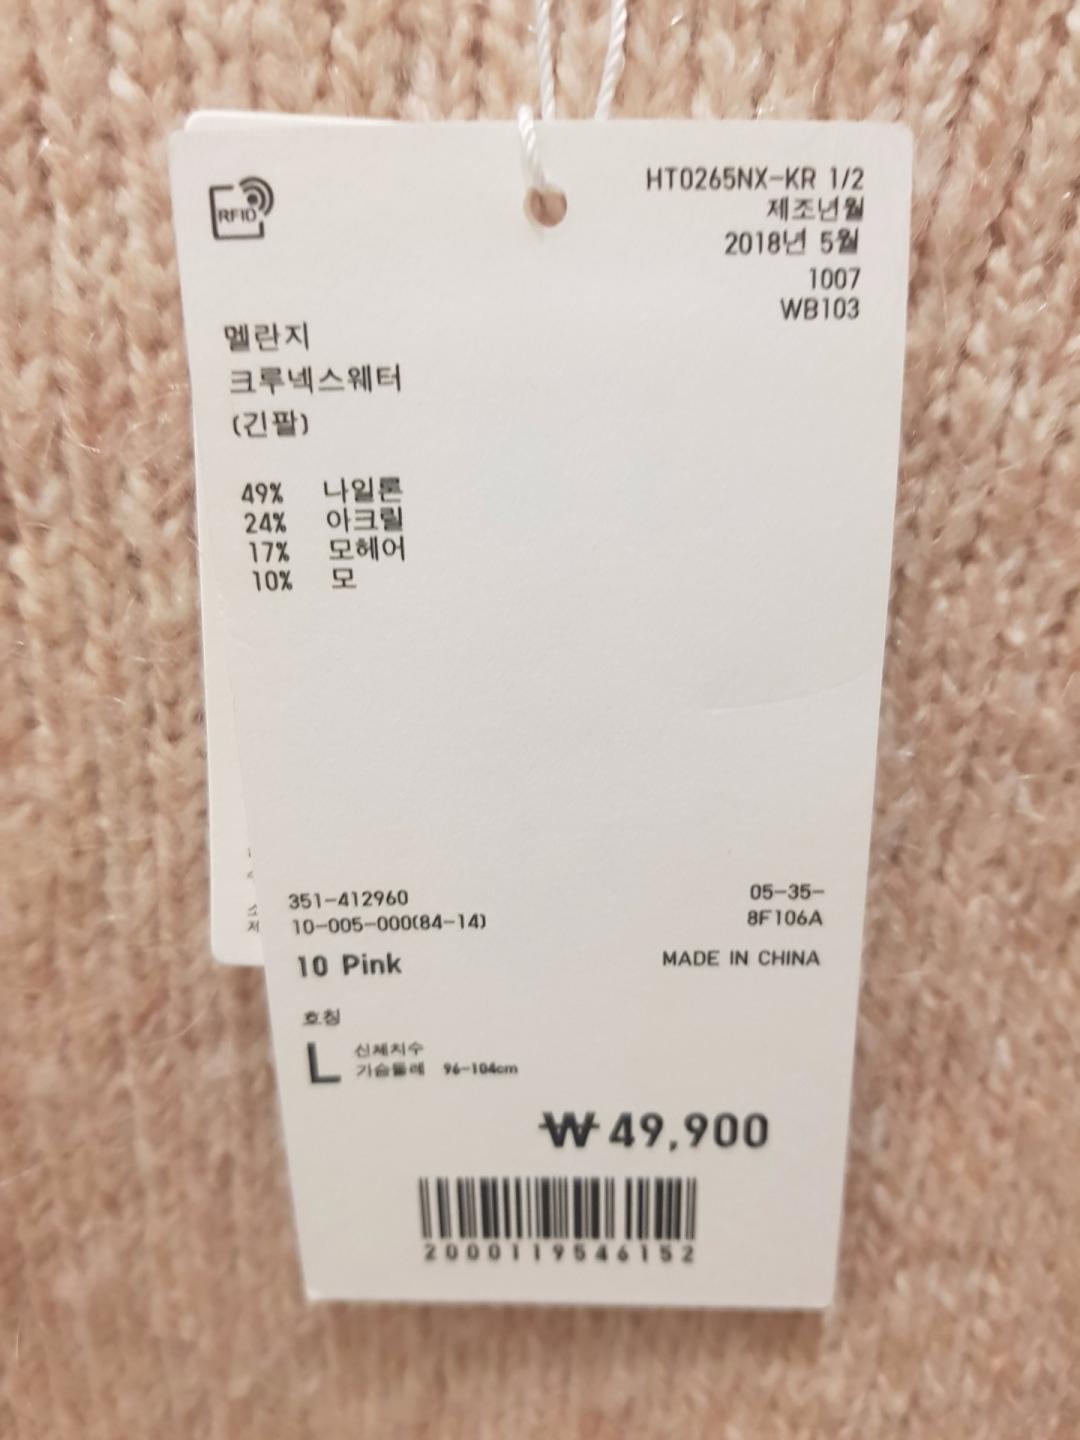 RFID
HT0265NX-KR 1/2
제조년월
2018년 5월
1007
WB103
멜란지
크루넥스웨터
(긴팔)
49% 나일론
24% 아크릴
17% 모헤어
10% 모
351-412960
10-005-000(84-14)
05-35-
8F106A
10 Pink
MADE IN CHINA
호칭
L 신체치수
가슴둘레 96-104cm
₩49,900
2000119546152